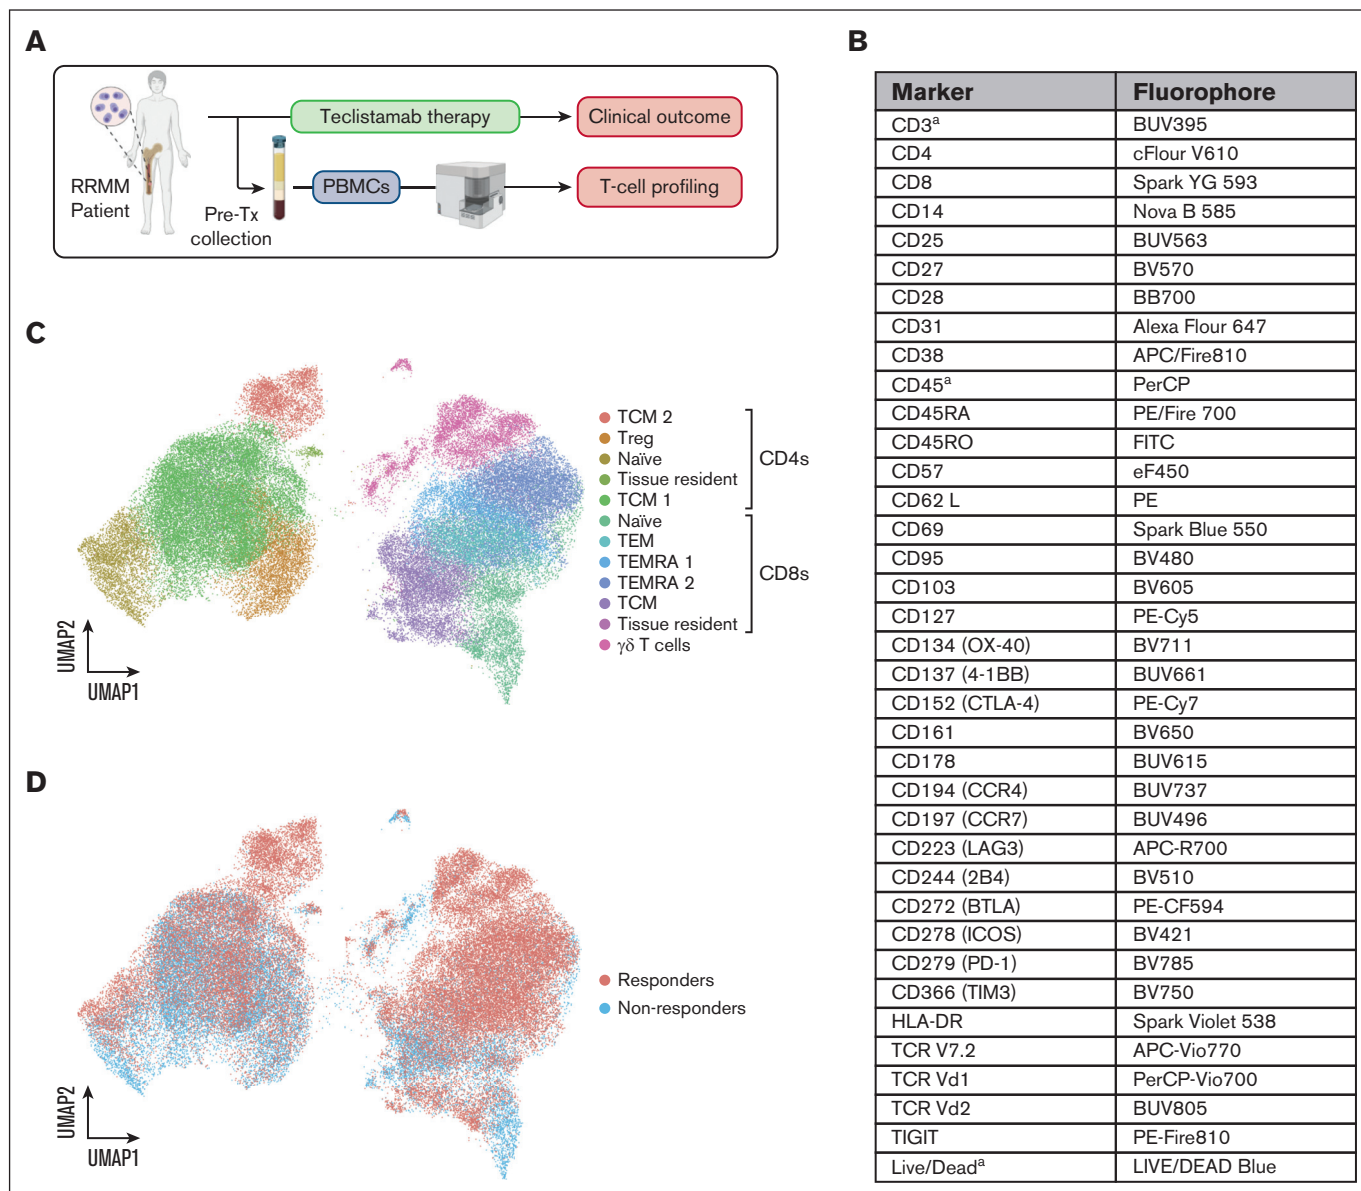 A
RRMM
Patient
Teclistamab therapy
Clinical outcome
Pre-Tx
collection
PBMCs
T-cell profiling
B
Marker Fluorophore
CD3a BUV395
CD4 cFlour V610
CD8 Spark YG 593
CD14 Nova B 585
CD25 BUV563
CD27 BV570
CD28 BB700
CD31 Alexa Flour 647
CD38 APC/Fire810
CD45a PerCP
CD45RA PE/Fire 700
CD45RO FITC
CD57 eF450
CD62 L PE
CD69 Spark Blue 550
CD95 BV480
CD103 BV605
CD127 PE-Cy5
CD134 (OX-40) BV711
CD137 (4-1BB) BUV661
CD152 (CTLA-4) PE-Cy7
CD161 BV650
CD178 BUV615
CD194 (CCR4) BUV737
CD197 (CCR7) BUV496
CD223 (LAG3) APC-R700
CD244 (2B4) BV510
CD272 (BTLA) PE-CF594
CD278 (ICOS) BV421
CD279 (PD-1) BV785
CD366 (TIM3) BV750
HLA-DR Spark Violet 538
TCR V7.2 APC-Vio770
TCR Vd1 PerCP-Vio700
TCR Vd2 BUV805
TIGIT PE-Fire810
Live/Deada LIVE/DEAD Blue
C
TCM 2
Treg
Naïve
Tissue resident
TCM 1
CD4s
Naïve
TEM
TEMRA 1
TEMRA 2
TCM
Tissue resident
CD8s
γδ T cells
UMAP2
UMAP1
D
Responders
Non-responders
UMAP2
UMAP1